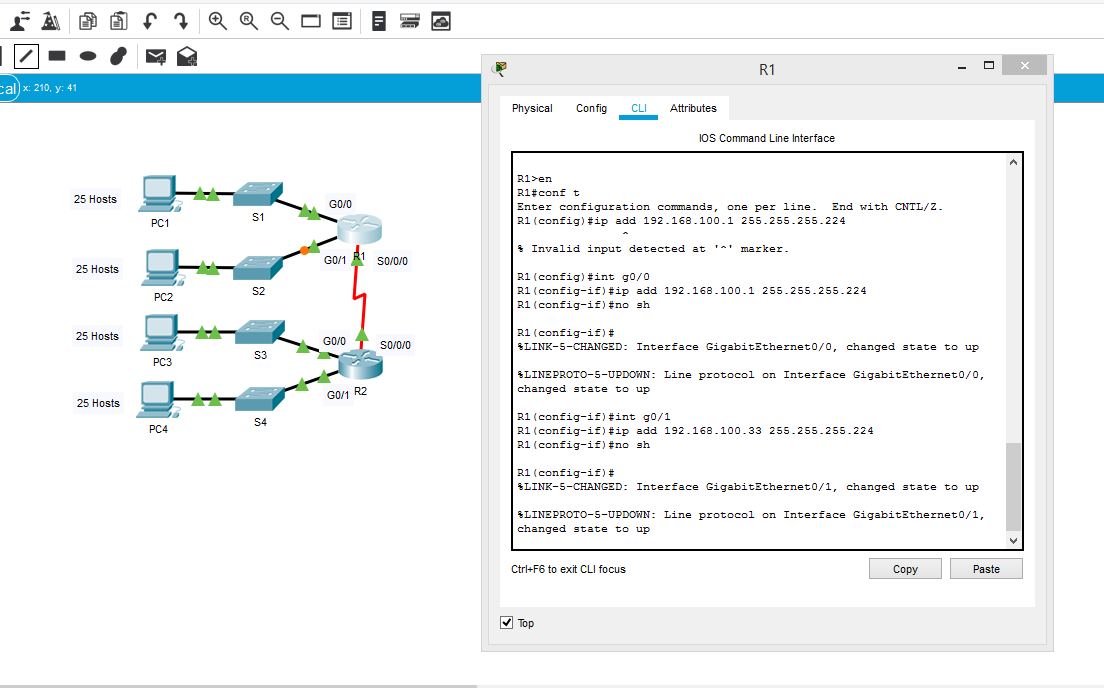 cal x: 210, y: 41
25 Hosts
PC1
S1
G0/0
R1
S0/0/0
25 Hosts
PC2
S2
G0/1
25 Hosts
PC3
S3
G0/0
S0/0/0
R2
25 Hosts
PC4
S4
G0/1
R1
Physical Config CLI Attributes
IOS Command Line Interface
R1>en
R1#conf t
Enter configuration commands, one per line.  End with CNTL/Z.
R1(config)#ip add 192.168.100.1 255.255.255.224
^
% Invalid input detected at '^' marker.
R1(config)#int g0/0
R1(config-if)#ip add 192.168.100.1 255.255.255.224
R1(config-if)#no sh
R1(config-if)#
%LINK-5-CHANGED: Interface GigabitEthernet0/0, changed state to up
%LINEPROTO-5-UPDOWN: Line protocol on Interface GigabitEthernet0/0,
changed state to up
R1(config-if)#int g0/1
R1(config-if)#ip add 192.168.100.33 255.255.255.224
R1(config-if)#no sh
R1(config-if)#
%LINK-5-CHANGED: Interface GigabitEthernet0/1, changed state to up
%LINEPROTO-5-UPDOWN: Line protocol on Interface GigabitEthernet0/1,
changed state to up
Ctrl+F6 to exit CLI focus
Copy Paste
Top